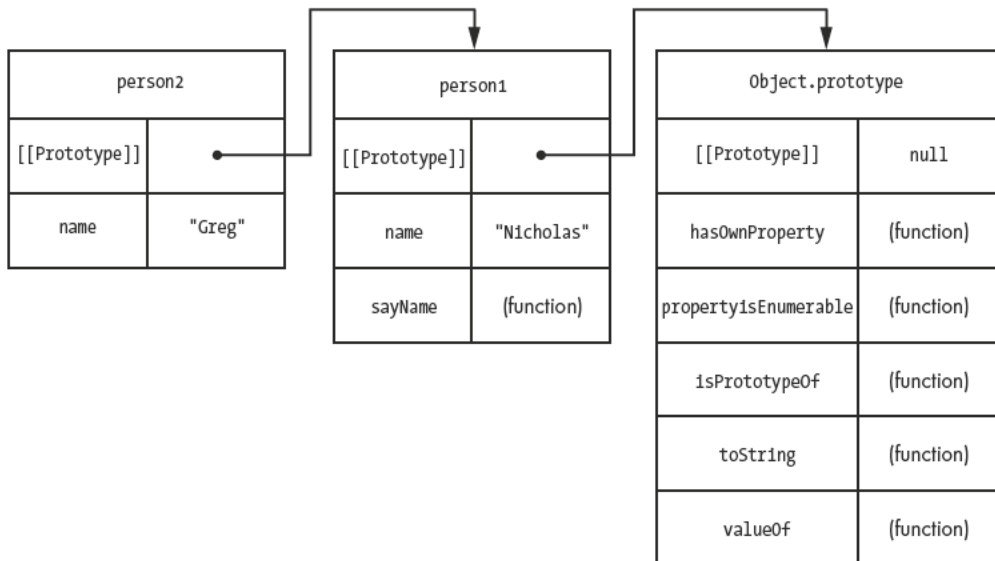 person2
[[Prototype]]
name "Greg"
person1
[[Prototype]]
name "Nicholas"
sayName (function)
Object.prototype
[[Prototype]] null
hasOwnProperty (function)
propertyisEnumerable (function)
isPrototypeOf (function)
toString (function)
valueOf (function)